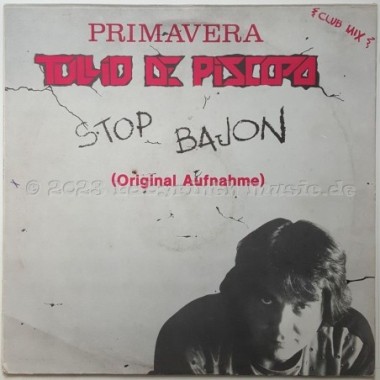 PRIMAVERA
{CLUB MIX}
TULLIO DE PISCOPO
STOP BAJON
(Original Aufnahme)